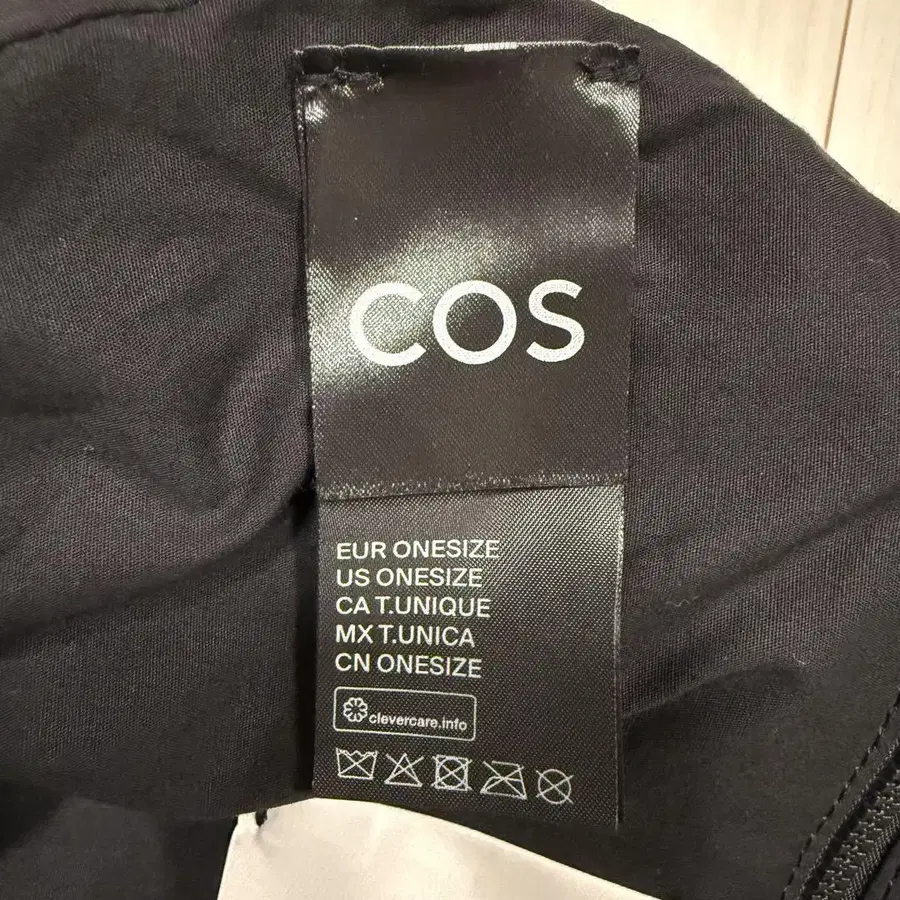 COS
EUR ONESIZE
US ONESIZE
CA T.UNIQUE
MX T.UNICA
CN ONESIZE
clevercare.info